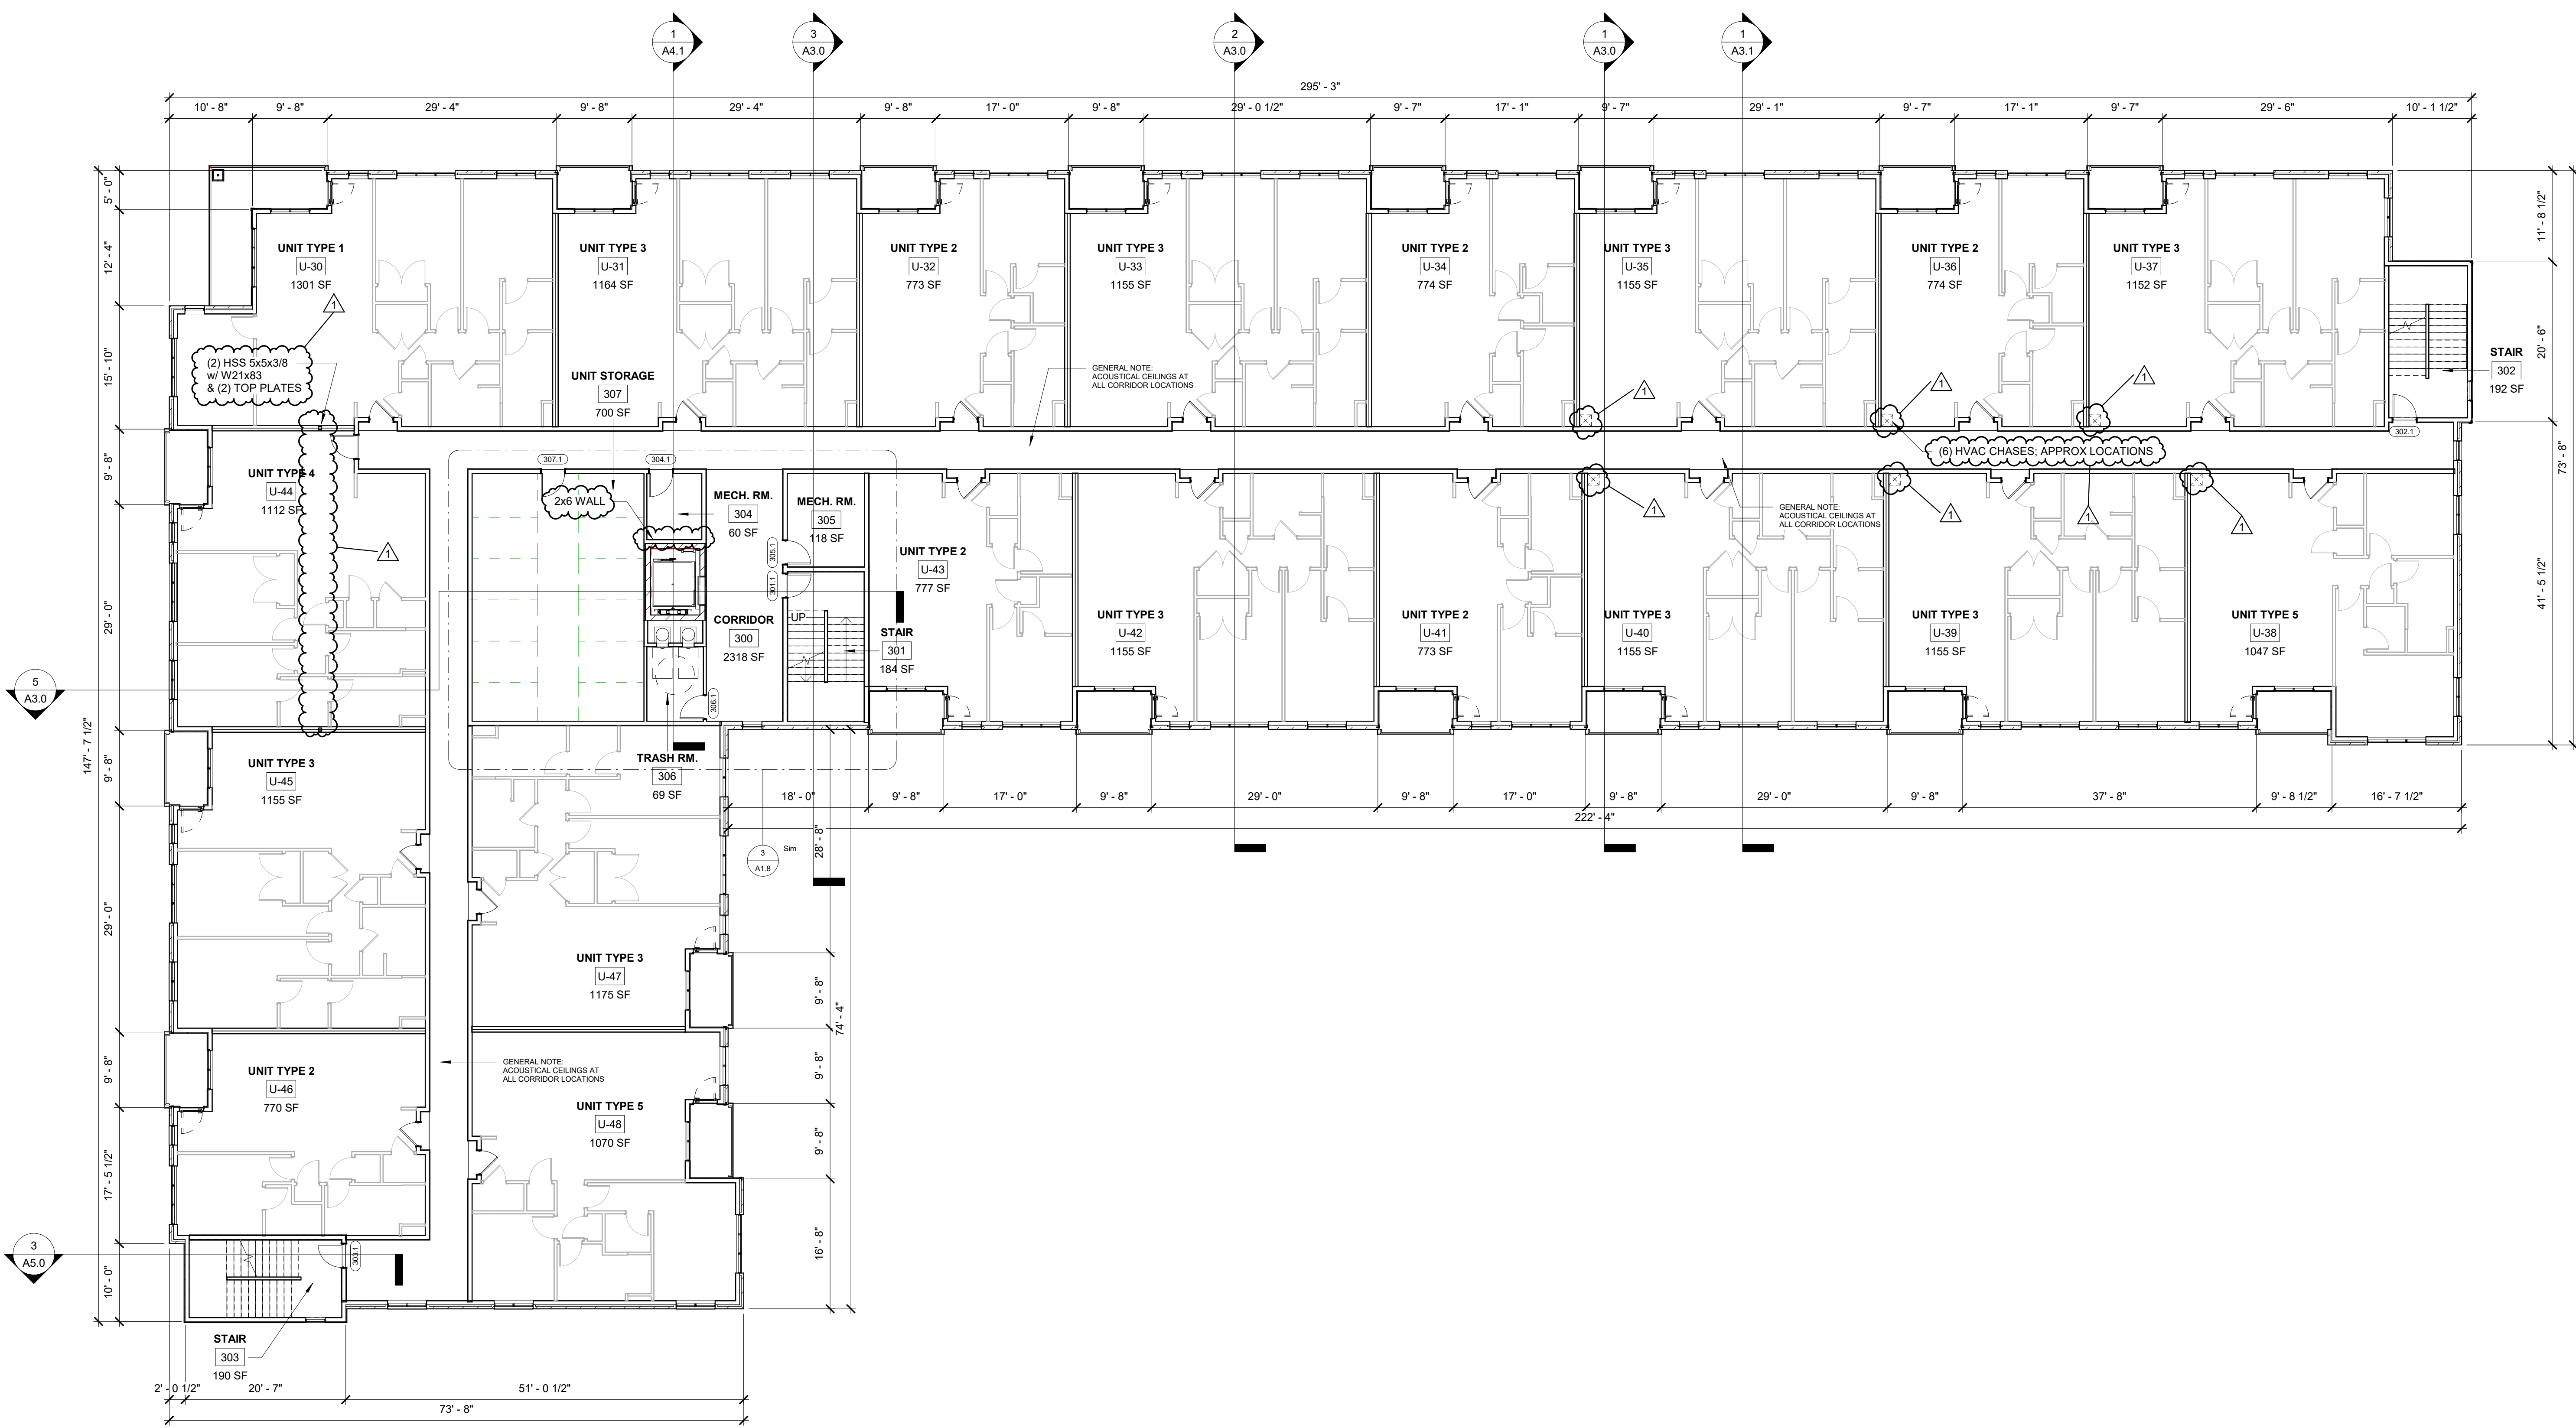 1
A4.1
3
A3.0
2
A3.0
1
A3.0
1
A3.1
295' - 3"
10' - 8"
9' - 8"
29' - 4"
9' - 8"
29' - 4"
9' - 8"
17' - 0"
9' - 8"
29' - 0 1/2"
9' - 7"
17' - 1"
9' - 7"
29' - 1"
9' - 7"
17' - 1"
9' - 7"
29' - 6"
10' - 1 1/2"
5' - 0"
12' - 4"
15' - 10"
9' - 8"
29' - 0"
9' - 8"
29' - 0"
9' - 8"
17' - 5 1/2"
10' - 0"
147' - 7 1/2"
11' - 8 1/2"
20' - 6"
41' - 5 1/2"
73' - 8"
UNIT TYPE 1
U-30
1301 SF
1
UNIT TYPE 3
U-31
1164 SF
UNIT TYPE 2
U-32
773 SF
UNIT TYPE 3
U-33
1155 SF
UNIT TYPE 2
U-34
774 SF
UNIT TYPE 3
U-35
1155 SF
UNIT TYPE 2
U-36
774 SF
UNIT TYPE 3
U-37
1152 SF
STAIR
302
192 SF
302.1
(2) HSS 5x5x3/8
w/ W21x83
& (2) TOP PLATES
UNIT STORAGE
307
700 SF
GENERAL NOTE:
ACOUSTICAL CEILINGS AT
ALL CORRIDOR LOCATIONS
1
1
1
(6) HVAC CHASES; APPROX LOCATIONS
UNIT TYPE 4
U-44
1112 SF
1
307.1
304.1
2x6 WALL
MECH. RM.
304
60 SF
MECH. RM.
305
118 SF
305.1
301.1
CORRIDOR
300
2318 SF
UP
STAIR
301
184 SF
306.1
TRASH RM.
306
69 SF
UNIT TYPE 2
U-43
777 SF
UNIT TYPE 3
U-42
1155 SF
UNIT TYPE 2
U-41
773 SF
UNIT TYPE 3
U-40
1155 SF
UNIT TYPE 3
U-39
1155 SF
UNIT TYPE 5
U-38
1047 SF
1
GENERAL NOTE:
ACOUSTICAL CEILINGS AT
ALL CORRIDOR LOCATIONS
1
1
1
5
A3.0
UNIT TYPE 3
U-45
1155 SF
18' - 0"
9' - 8"
17' - 0"
9' - 8"
29' - 0"
9' - 8"
17' - 0"
9' - 8"
29' - 0"
9' - 8"
37' - 8"
9' - 8 1/2"
16' - 7 1/2"
222' - 4"
3
A1.8
Sim
28' - 8"
9' - 8"
9' - 8"
9' - 8"
16' - 8"
74' - 4"
UNIT TYPE 3
U-47
1175 SF
UNIT TYPE 2
U-46
770 SF
GENERAL NOTE:
ACOUSTICAL CEILINGS AT
ALL CORRIDOR LOCATIONS
UNIT TYPE 5
U-48
1070 SF
3
A5.0
303.1
STAIR
303
190 SF
2' - 0 1/2"
20' - 7"
51' - 0 1/2"
73' - 8"